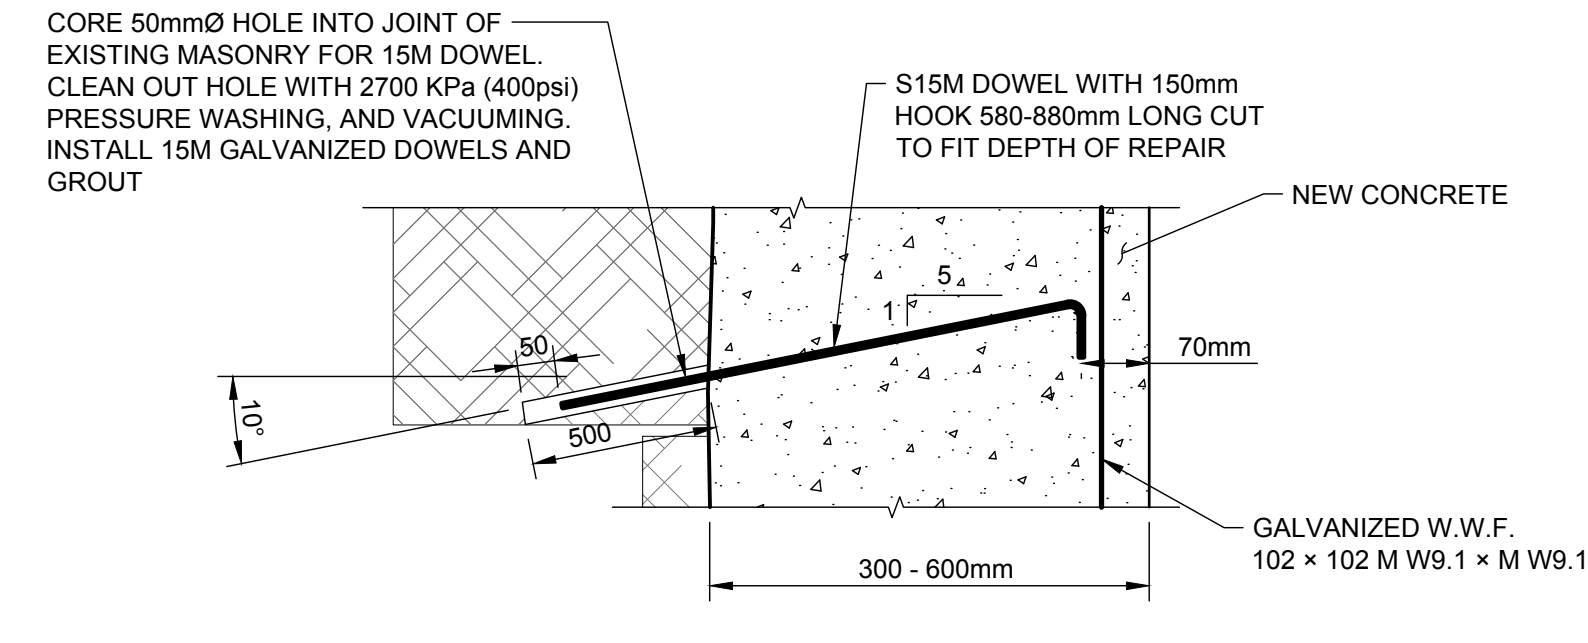 CORE 50mmØ HOLE INTO JOINT OF
EXISTING MASONRY FOR 15M DOWEL.
CLEAN OUT HOLE WITH 2700 KPa (400psi)
PRESSURE WASHING, AND VACUUMING.
INSTALL 15M GALVANIZED DOWELS AND
GROUT
S15M DOWEL WITH 150mm
HOOK 580-880mm LONG CUT
TO FIT DEPTH OF REPAIR
NEW CONCRETE
5
1
50
70mm
10°
500
GALVANIZED W.W.F.
102 × 102 M W9.1 × M W9.1
300 - 600mm